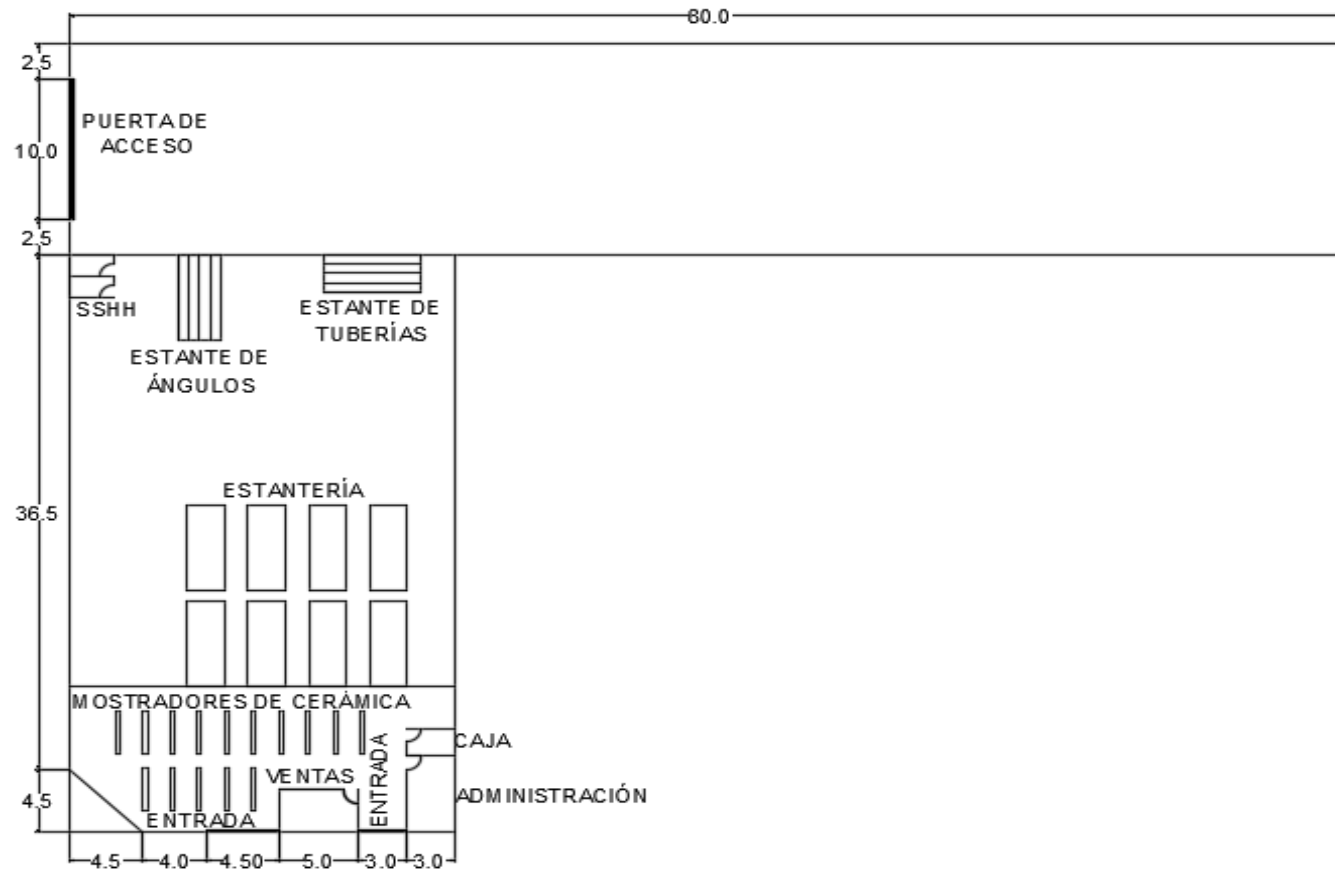 80.0
2.5
PUERTA DE
ACCESO
10.0
2.5
SSHH
ESTANTE DE
TUBERÍAS
ESTANTE DE
ÁNGULOS
ESTANTERÍA
36.5
MOSTRADORES DE CERÁMICA
ENTRADA
CAJA
VENTAS
ADMINISTRACIÓN
4.5
ENTRADA
4.5
4.0
4.50
5.0
3.0
3.0